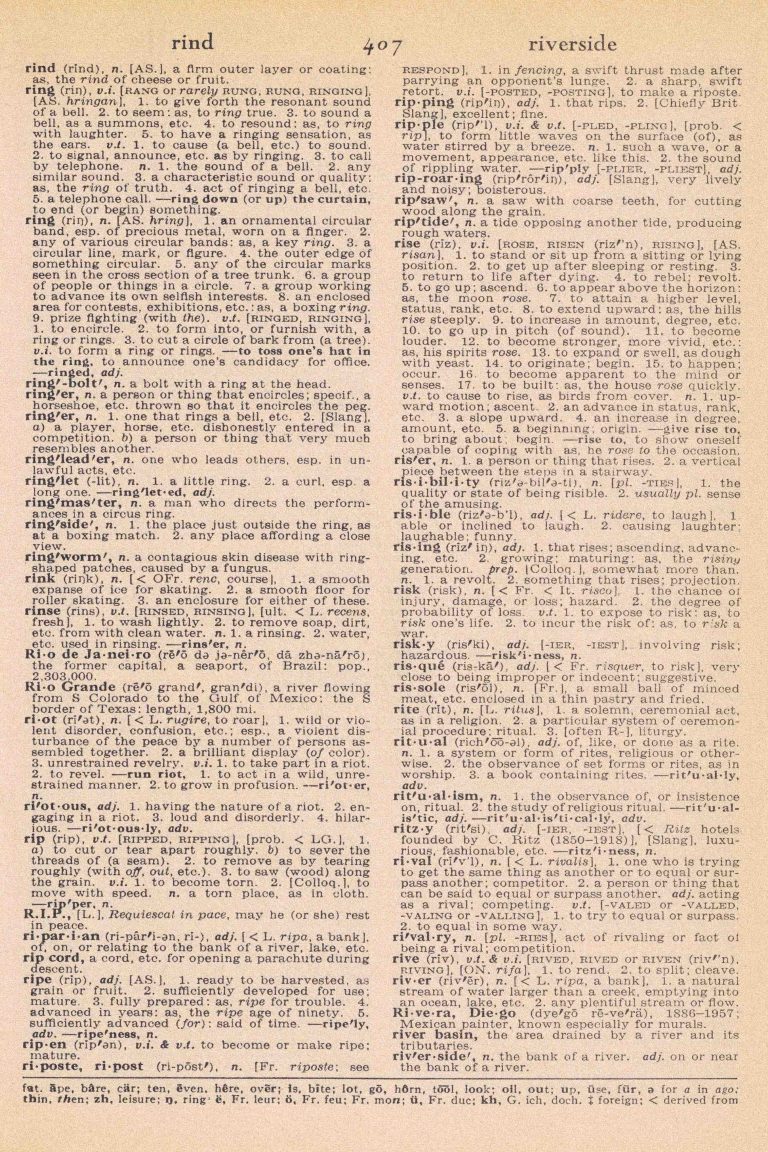 rind
407
riverside
rind (rīnd), n. [AS.], a firm outer layer or coating:
as, the rind of cheese or fruit.
ring (riŋ), v.i. [RANG or rarely RUNG, RUNG, RINGING],
[AS. hringan], 1. to give forth the resonant sound
of a bell. 2. to seem: as, to ring true. 3. to sound a
bell, as a summons, etc. 4. to resound: as, to ring
with laughter. 5. to have a ringing sensation, as
the ears. v.t. 1. to cause (a bell, etc.) to sound.
2. to signal, announce, etc. as by ringing. 3. to call
by telephone. n. 1. the sound of a bell. 2. any
similar sound. 3. a characteristic sound or quality:
as, the ring of truth. 4. act of ringing a bell, etc.
5. a telephone call. —ring down (or up) the curtain,
to end (or begin) something.
ring (riŋ), n. [AS. hring], 1. an ornamental circular
band, esp. of precious metal, worn on a finger. 2.
any of various circular bands: as, a key ring. 3. a
circular line, mark, or figure. 4. the outer edge of
something circular. 5. any of the circular marks
seen in the cross section of a tree trunk. 6. a group
of people or things in a circle. 7. a group working
to advance its own selfish interests. 8. an enclosed
area for contests, exhibitions, etc.: as, a boxing ring.
9. prize fighting (with the). v.t. [RINGED, RINGING],
1. to encircle. 2. to form into, or furnish with, a
ring or rings. 3. to cut a circle of bark from (a tree).
v.i. to form a ring or rings. —to toss one's hat in
the ring, to announce one's candidacy for office.
—ringed, adj.
ring′-bolt′, n. a bolt with a ring at the head.
ring′er, n. a person or thing that encircles; specif., a
horseshoe, etc. thrown so that it encircles the peg.
ring′er, n. 1. one that rings a bell, etc. 2. [Slang],
a) a player, horse, etc. dishonestly entered in a
competition. b) a person or thing that very much
resembles another.
ring′lead′er, n. one who leads others, esp. in un-
lawful acts, etc.
ring′let (-lit), n. 1. a little ring. 2. a curl, esp. a
long one. —ring′let·ed, adj.
ring′mas′ter, n. a man who directs the perform-
ances in a circus ring.
ring′side′, n. 1. the place just outside the ring, as
at a boxing match. 2. any place affording a close
view.
ring′worm′, n. a contagious skin disease with ring-
shaped patches, caused by a fungus.
rink (riŋk), n. [< OFr. renc, course], 1. a smooth
expanse of ice for skating. 2. a smooth floor for
roller skating. 3. an enclosure for either of these.
rinse (rins), v.t. [RINSED, RINSING], [ult. < L. recens,
fresh], 1. to wash lightly. 2. to remove soap, dirt,
etc. from with clean water. n. 1. a rinsing. 2. water,
etc. used in rinsing. —rins′er, n.
Ri·o de Ja·nei·ro (rē′ō də jə-nêr′ō, dā zhə-nā′rō),
the former capital, a seaport, of Brazil: pop.,
2,303,000.
Ri·o Grande (rē′ō grand′, gran′di), a river flowing
from S Colorado to the Gulf of Mexico: the S
border of Texas: length, 1,800 mi.
ri·ot (rī′ət), n. [< L. rugire, to roar], 1. wild or vio-
lent disorder, confusion, etc.; esp., a violent dis-
turbance of the peace by a number of persons as-
sembled together. 2. a brilliant display (of color).
3. unrestrained revelry. v.i. 1. to take part in a riot.
2. to revel. —run riot, 1. to act in a wild, unre-
strained manner. 2. to grow in profusion. —ri′ot·er,
n.
ri′ot·ous, adj. 1. having the nature of a riot. 2. en-
gaging in a riot. 3. loud and disorderly. 4. hilar-
ious. —ri′ot·ous·ly, adv.
rip (rip), v.t. [RIPPED, RIPPING], [prob. < LG.], 1.
a) to cut or tear apart roughly. b) to sever the
threads of (a seam). 2. to remove as by tearing
roughly (with off, out, etc.). 3. to saw (wood) along
the grain. v.i. 1. to become torn. 2. [Colloq.], to
move with speed. n. a torn place, as in cloth.
—rip′per, n.
R.I.P., [L.], Requiescat in pace, may he (or she) rest
in peace.
ri·par·i·an (ri-pâr′i-ən, rī-), adj. [< L. ripa, a bank],
of, on, or relating to the bank of a river, lake, etc.
rip cord, a cord, etc. for opening a parachute during
descent.
ripe (rīp), adj. [AS.], 1. ready to be harvested, as
grain or fruit. 2. sufficiently developed for use;
mature. 3. fully prepared: as, ripe for trouble. 4.
advanced in years: as, the ripe age of ninety. 5.
sufficiently advanced (for): said of time. —ripe′ly,
adv. —ripe′ness, n.
rip·en (rīp′ən), v.i. & v.t. to become or make ripe;
mature.
ri·poste, ri·post (ri-pōst′), n. [Fr. riposte; see
RESPOND], 1. in fencing, a swift thrust made after
parrying an opponent's lunge. 2. a sharp, swift
retort. v.i. [-POSTED, -POSTING], to make a riposte.
rip·ping (rip′iŋ), adj. 1. that rips. 2. [Chiefly Brit.
Slang], excellent; fine.
rip·ple (rip′'l), v.i. & v.t. [-PLED, -PLING], [prob. <
rip], to form little waves on the surface (of), as
water stirred by a breeze. n. 1. such a wave, or a
movement, appearance, etc. like this. 2. the sound
of rippling water. —rip′ply [-PLIER, -PLIEST], adj.
rip-roar·ing (rip′rôr′iŋ), adj. [Slang], very lively
and noisy; boisterous.
rip′saw′, n. a saw with coarse teeth, for cutting
wood along the grain.
rip′tide′, n. a tide opposing another tide, producing
rough waters.
rise (rīz), v.i. [ROSE, RISEN (riz′'n), RISING], [AS.
risan], 1. to stand or sit up from a sitting or lying
position. 2. to get up after sleeping or resting. 3.
to return to life after dying. 4. to rebel; revolt.
5. to go up; ascend. 6. to appear above the horizon:
as, the moon rose. 7. to attain a higher level,
status, rank, etc. 8. to extend upward: as, the hills
rise steeply. 9. to increase in amount, degree, etc.
10. to go up in pitch (of sound). 11. to become
louder. 12. to become stronger, more vivid, etc.:
as, his spirits rose. 13. to expand or swell, as dough
with yeast. 14. to originate; begin. 15. to happen;
occur. 16. to become apparent to the mind or
senses. 17. to be built: as, the house rose quickly.
v.t. to cause to rise, as birds from cover. n. 1. up-
ward motion; ascent. 2. an advance in status, rank,
etc. 3. a slope upward. 4. an increase in degree,
amount, etc. 5. a beginning; origin. —give rise to,
to bring about; begin. —rise to, to show oneself
capable of coping with as, he rose to the occasion.
ris′er, n. 1. a person or thing that rises. 2. a vertical
piece between the steps in a stairway.
ris·i·bil·i·ty (riz′ə-bil′ə-ti), n. [pl. -TIES], 1. the
quality or state of being risible. 2. usually pl. sense
of the amusing.
ris·i·ble (riz′ə-b'l), adj. [< L. ridere, to laugh], 1
able or inclined to laugh. 2. causing laughter;
laughable; funny.
ris·ing (rīz′iŋ), adj. 1. that rises; ascending, advanc-
ing, etc. 2. growing; maturing: as, the rising
generation. prep. [Colloq.], somewhat more than.
n. 1. a revolt. 2. something that rises; projection.
risk (risk), n. [< Fr. < It. risco], 1. the chance of
injury, damage, or loss; hazard. 2. the degree of
probability of loss. v.t. 1. to expose to risk: as, to
risk one's life. 2. to incur the risk of: as, to risk a
war.
risk·y (ris′ki), adj. [-IER, -IEST], involving risk;
hazardous. —risk′i·ness, n.
ris·qué (ris-kā′), adj. [< Fr. risquer, to risk], very
close to being improper or indecent; suggestive.
ris·sole (ris′ōl), n. [Fr.], a small ball of minced
meat, etc. enclosed in a thin pastry and fried.
rite (rīt), n. [L. ritus], 1. a solemn, ceremonial act,
as in a religion. 2. a particular system of ceremon-
ial procedure; ritual. 3. [often R-], liturgy.
rit·u·al (rich′o͞o-əl), adj. of, like, or done as a rite.
n. 1. a system or form of rites, religious or other-
wise. 2. the observance of set forms or rites, as in
worship. 3. a book containing rites. —rit′u·al·ly,
adv.
rit′u·al·ism, n. 1. the observance of, or insistence
on, ritual. 2. the study of religious ritual. —rit′u·al-
is′tic, adj. —rit′u·al·is′ti·cal·ly, adv.
ritz·y (rit′si), adj. [-IER, -IEST], [< Ritz hotels
founded by C. Ritz (1850–1918)], [Slang], luxu-
rious, fashionable, etc. —ritz′i·ness, n.
ri·val (rī′v'l), n. [< L. rivalis], 1. one who is trying
to get the same thing as another or to equal or sur-
pass another; competitor. 2. a person or thing that
can be said to equal or surpass another. adj. acting
as a rival; competing. v.t. [-VALED or -VALLED,
-VALING or -VALLING], 1. to try to equal or surpass.
2. to equal in some way.
ri′val·ry, n. [pl. -RIES], act of rivaling or fact of
being a rival; competition.
rive (rīv), v.t. & v.i. [RIVED, RIVED or RIVEN (riv′'n),
RIVING], [ON. rifa], 1. to rend. 2. to split; cleave.
riv·er (riv′ẽr), n. [< L. ripa, a bank], 1. a natural
stream of water larger than a creek, emptying into
an ocean, lake, etc. 2. any plentiful stream or flow.
Ri·ve·ra, Die·go (dye′gō rē-ve′rä), 1886–1957;
Mexican painter, known especially for murals.
river basin, the area drained by a river and its
tributaries.
riv′er·side′, n. the bank of a river. adj. on or near
the bank of a river.
fat, āpe, bâre, cär; ten, ēven, hêre, ovẽr; is, bīte; lot, gō, hôrn, to͞ol, look; oil, out; up, ūse, fũr, ə for a in ago;
thin, then; zh, leisure; ŋ, ring· ë, Fr. leur; ö, Fr. feu; Fr. mon; ü, Fr. duc; kh, G. ich, doch. ‡ foreign; < derived from